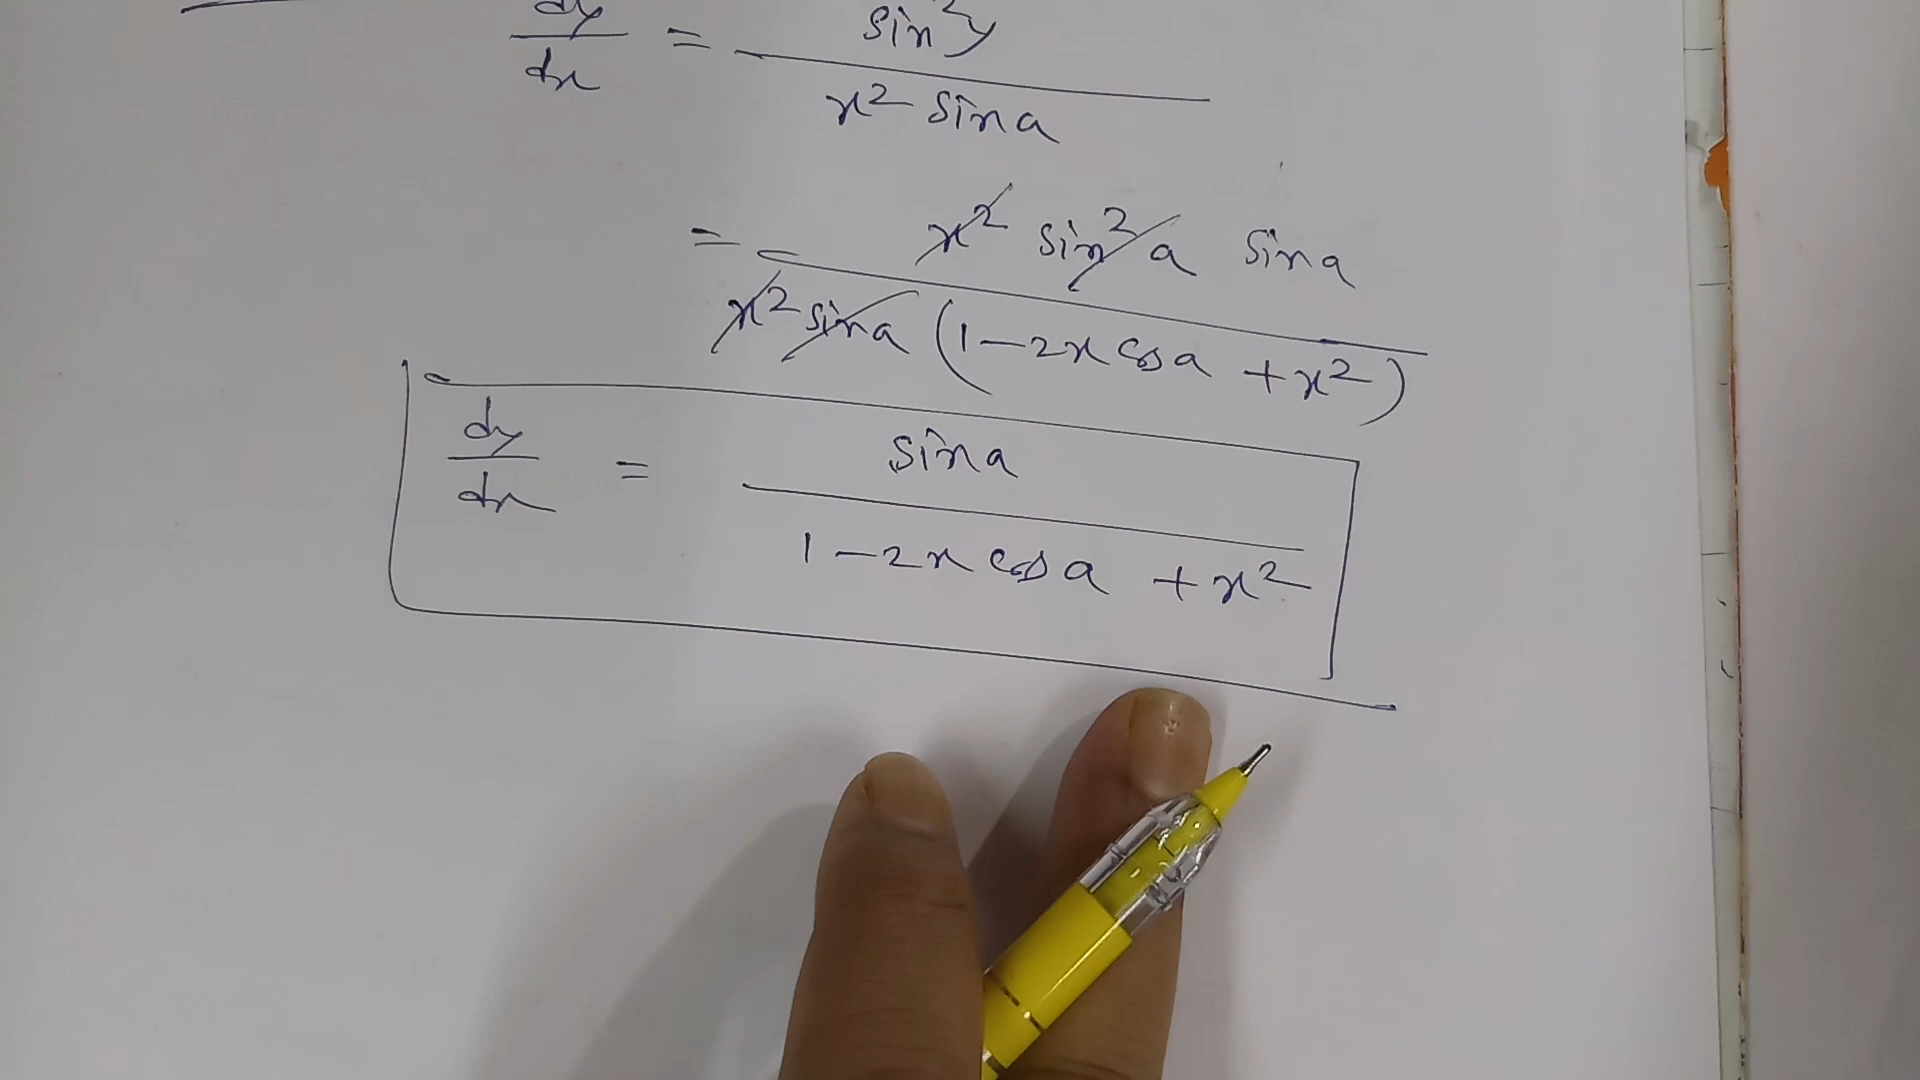 dy/dx = sin²y / x² sin a
= x² sin² a sin a / x² sin a (1 - 2x cos a + x²)
dy/dx = sin a / 1 - 2x cos a + x²